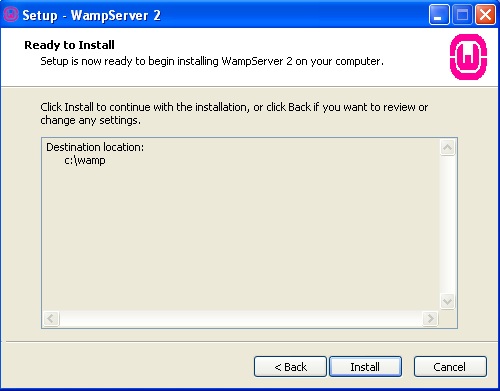 Setup - WampServer 2
Ready to Install
Setup is now ready to begin installing WampServer 2 on your computer.
Click Install to continue with the installation, or click Back if you want to review or
change any settings.
Destination location:
c:\wamp
< Back
Install
Cancel